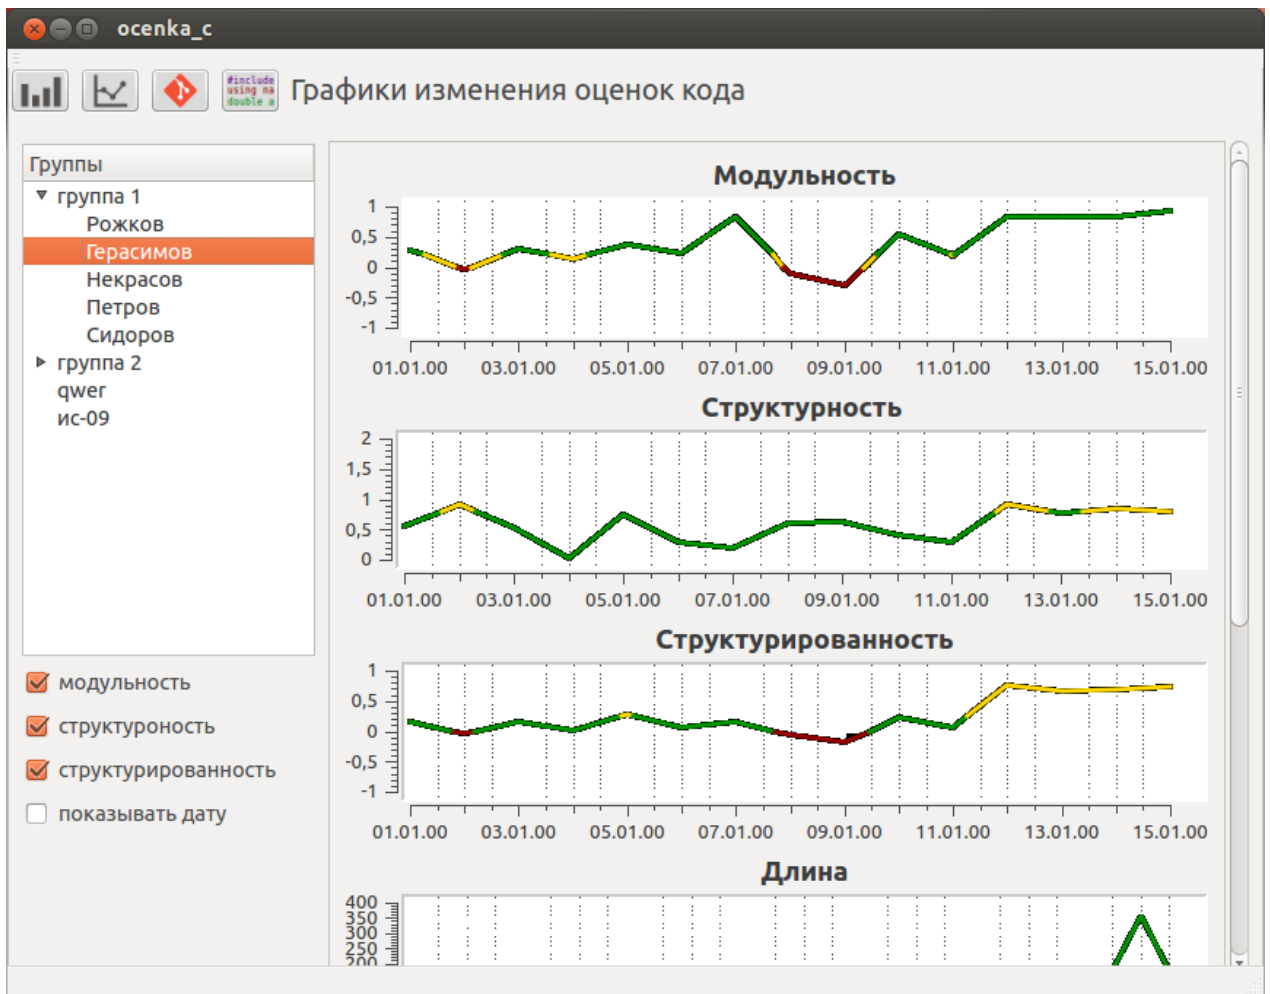 ocenka_c
#include
using na
double a
Графики изменения оценок кода
Группы
группа 1
Рожков
Герасимов
Некрасов
Петров
Сидоров
группа 2
qwer
ис-09
модульность
структуроность
структурированность
показывать дату
Модульность
1
0,5
0
-0,5
-1
01.01.00 03.01.00 05.01.00 07.01.00 09.01.00 11.01.00 13.01.00 15.01.00
Структурность
2
1,5
1
0,5
0
01.01.00 03.01.00 05.01.00 07.01.00 09.01.00 11.01.00 13.01.00 15.01.00
Структурированность
1
0,5
0
-0,5
-1
01.01.00 03.01.00 05.01.00 07.01.00 09.01.00 11.01.00 13.01.00 15.01.00
Длина
400
350
300
250
200